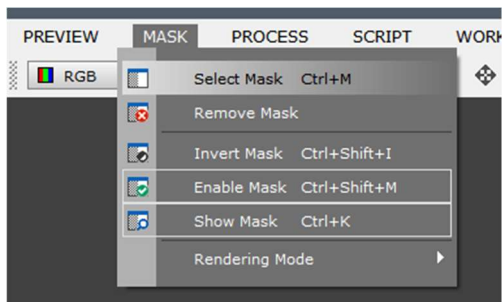 PREVIEW MASK PROCESS SCRIPT WORK
RGB
Select Mask Ctrl+M
Remove Mask
Invert Mask Ctrl+Shift+I
Enable Mask Ctrl+Shift+M
Show Mask Ctrl+K
Rendering Mode